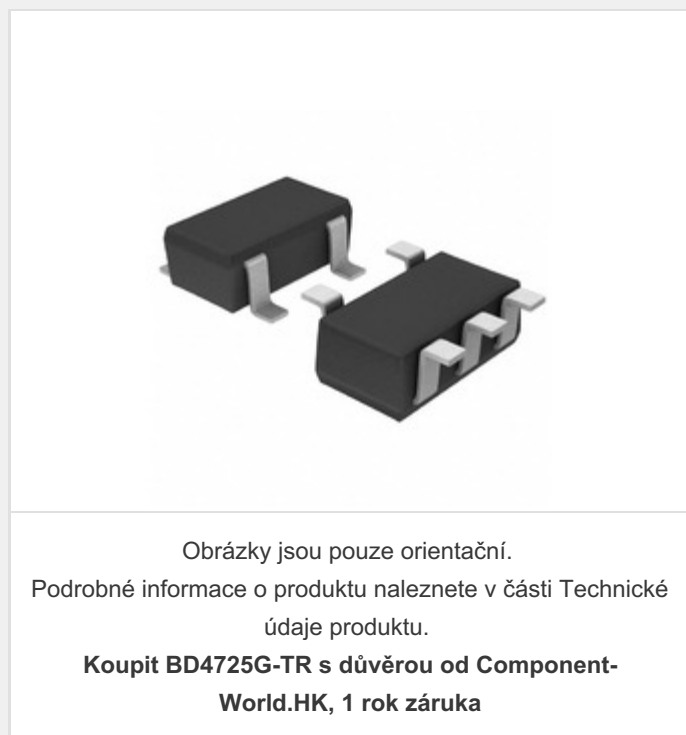 Obrázky jsou pouze orientační.
Podrobné informace o produktu naleznete v části Technické
údaje produktu.
Koupit BD4725G-TR s důvěrou od Component-
World.HK, 1 rok záruka